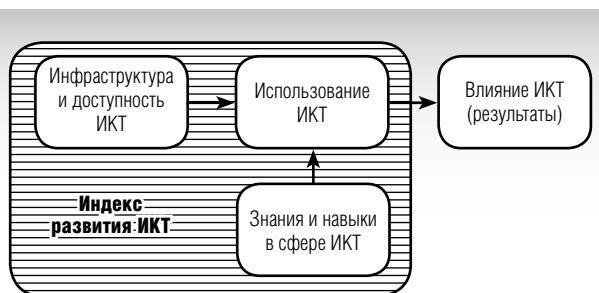 Инфраструктура
и доступность
ИКТ
Использование
ИКТ
Влияние ИКТ
(результаты)
Индекс
развития ИКТ
Знания и навыки
в сфере ИКТ